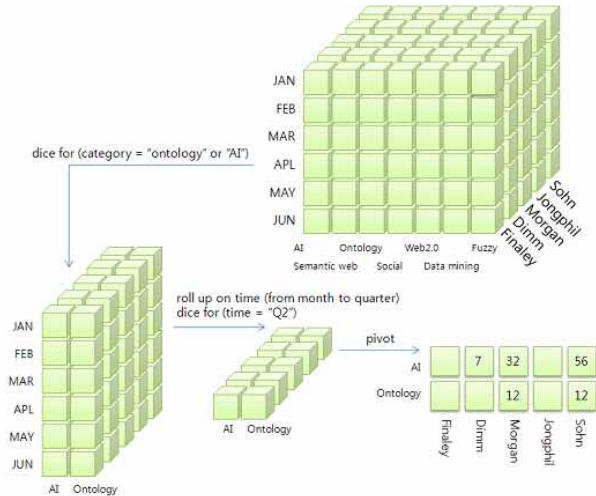 JAN
FEB
MAR
APL
MAY
JUN
AI Ontology Web2.0 Fuzzy
Semantic web Social Data mining
Sohn
Jongphil
Morgan
Dimm
Finaley
dice for (category = "ontology" or "AI")
JAN
FEB
MAR
APL
MAY
JUN
AI Ontology
roll up on time (from month to quarter)
dice for (time = "Q2")
AI Ontology
pivot
AI 7 32 56
Ontology 12 12
Finaley
Dimm
Morgan
Jongphil
Sohn